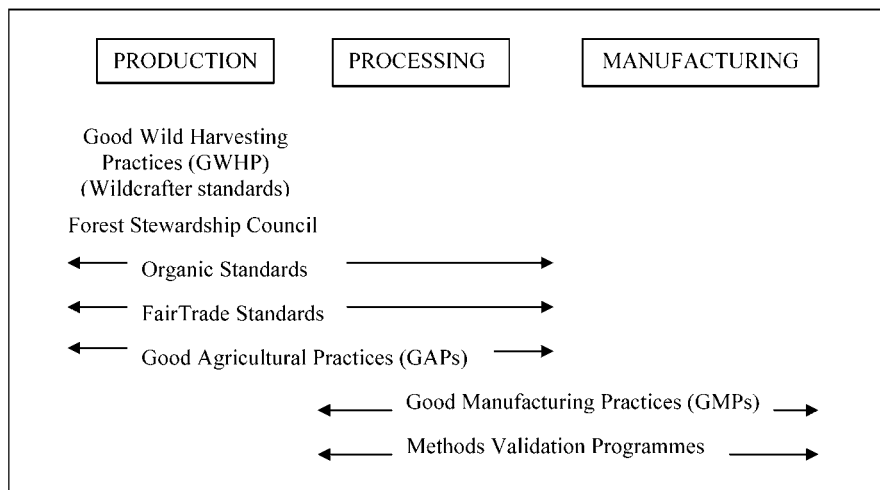 PRODUCTION PROCESSING MANUFACTURING
Good Wild Harvesting
Practices (GWHP)
(Wildcrafter standards)
Forest Stewardship Council
Organic Standards
FairTrade Standards
Good Agricultural Practices (GAPs)
Good Manufacturing Practices (GMPs)
Methods Validation Programmes